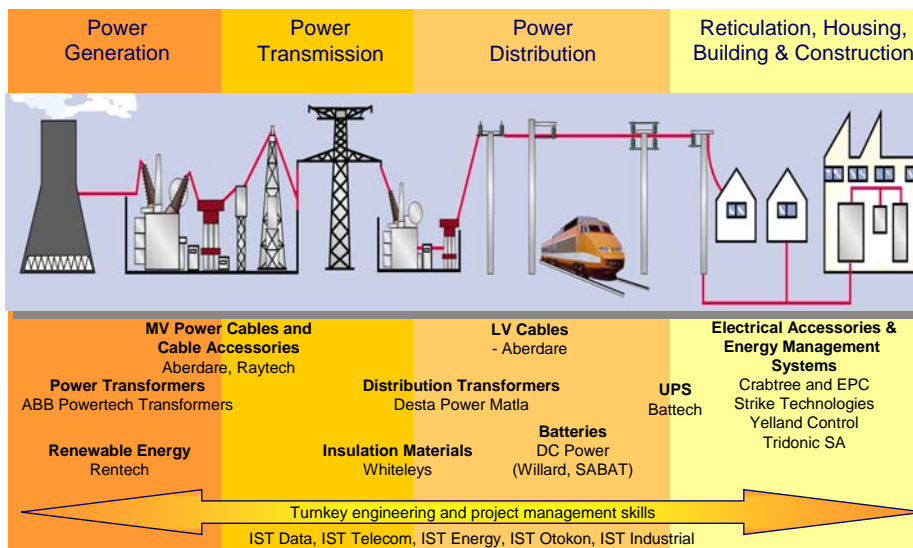 Power
Generation
Power
Transmission
Power
Distribution
Reticulation, Housing,
Building & Construction
MV Power Cables and
Cable Accessories
Aberdare, Raytech
LV Cables
- Aberdare
Electrical Accessories &
Energy Management
Systems
Crabtree and EPC
Strike Technologies
Yelland Control
Tridonic SA
Power Transformers
ABB Powertech Transformers
Distribution Transformers
Desta Power Matla
UPS
Battech
Renewable Energy
Rentech
Insulation Materials
Whiteleys
Batteries
DC Power
(Willard, SABAT)
Turnkey engineering and project management skills
IST Data, IST Telecom, IST Energy, IST Otokon, IST Industrial